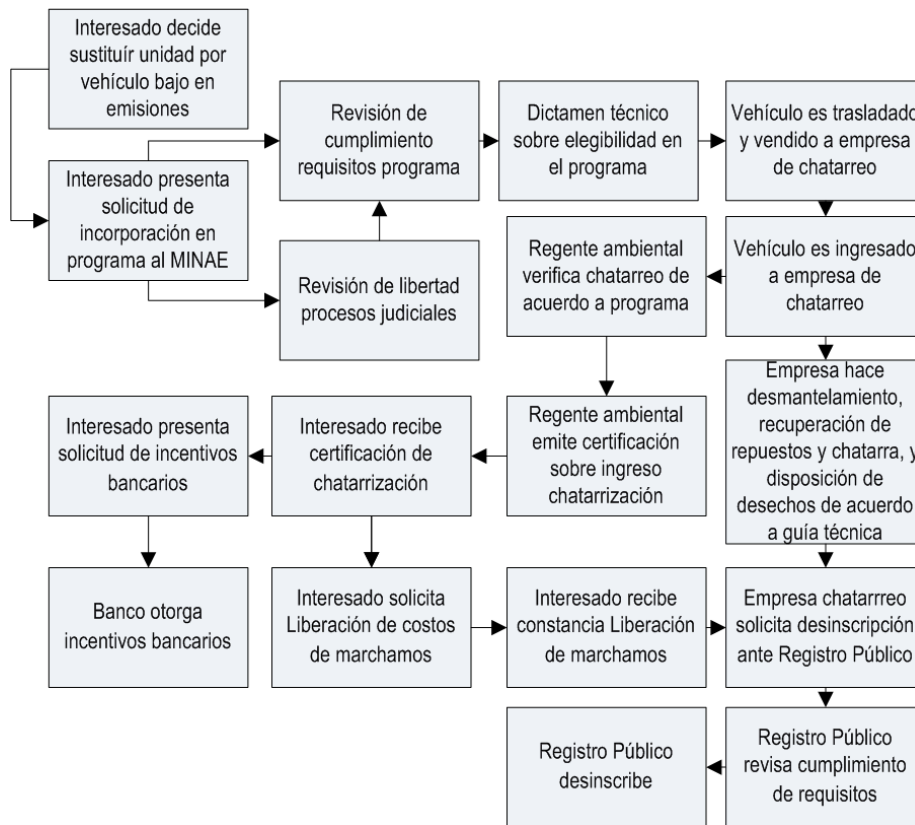 Interesado decide
sustituír unidad por
vehículo bajo en
emisiones
Interesado presenta
solicitud de
incorporación en
programa al MINAE
Revisión de
cumplimiento
requisitos programa
Revisión de libertad
procesos judiciales
Dictamen técnico
sobre elegibilidad en
el programa
Vehículo es trasladado
y vendido a empresa
de chatarreo
Vehículo es ingresado
a empresa de
chatarreo
Regente ambiental
verifica chatarreo de
acuerdo a programa
Regente ambiental
emite certificación
sobre ingreso
chatarrización
Empresa hace
desmantelamiento,
recuperación de
repuestos y chatarra, y
disposición de
desechos de acuerdo
a guía técnica
Interesado recibe
certificación de
chatarrización
Interesado presenta
solicitud de incentivos
bancarios
Banco otorga
incentivos bancarios
Interesado solicita
Liberación de costos
de marchamos
Interesado recibe
constancia Liberación
de marchamos
Empresa chatarrreo
solicita desinscripción
ante Registro Público
Registro Público
revisa cumplimiento
de requisitos
Registro Público
desinscribe